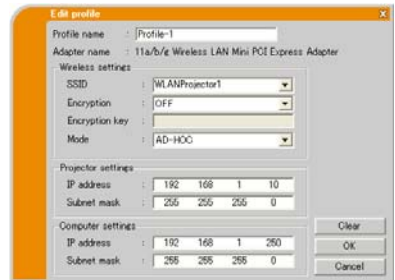 Edit profile X
Profile name : Profile-1
Adapter name : 11a/b/g Wireless LAN Mini PCI Express Adapter
Wireless settings
SSID : WLANProjector1
Encryption : OFF
Encryption key :
Mode : AD-HOC
Projector settings
IP address : 192 168 1 10
Subnet mask : 255 255 255 0
Computer settings
IP address : 192 168 1 250
Subnet mask : 255 255 255 0
Clear
OK
Cancel